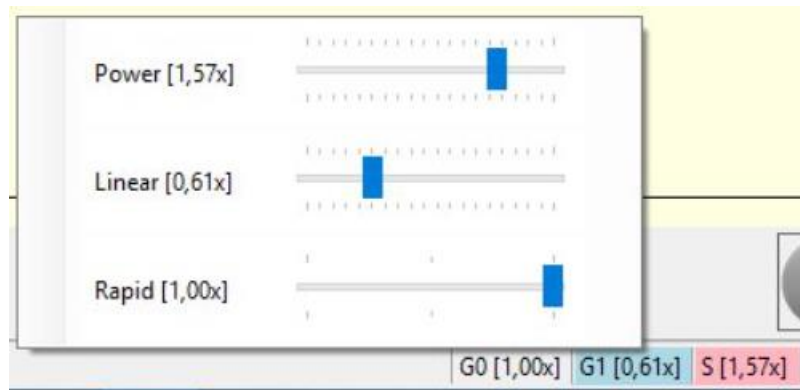 Power [1,57x]
Linear [0,61x]
Rapid [1,00x]
G0 [1,00x] G1 [0,61x] S [1,57x]